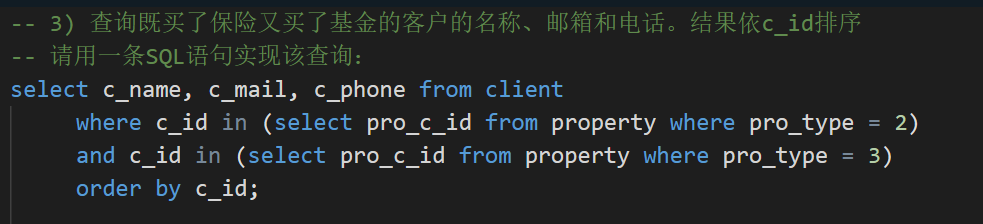 -- 3) 查询既买了保险又买了基金的客户的名称、邮箱和电话。结果依c_id排序
-- 请用一条SQL语句实现该查询：
select c_name, c_mail, c_phone from client
where c_id in (select pro_c_id from property where pro_type = 2)
and c_id in (select pro_c_id from property where pro_type = 3)
order by c_id;